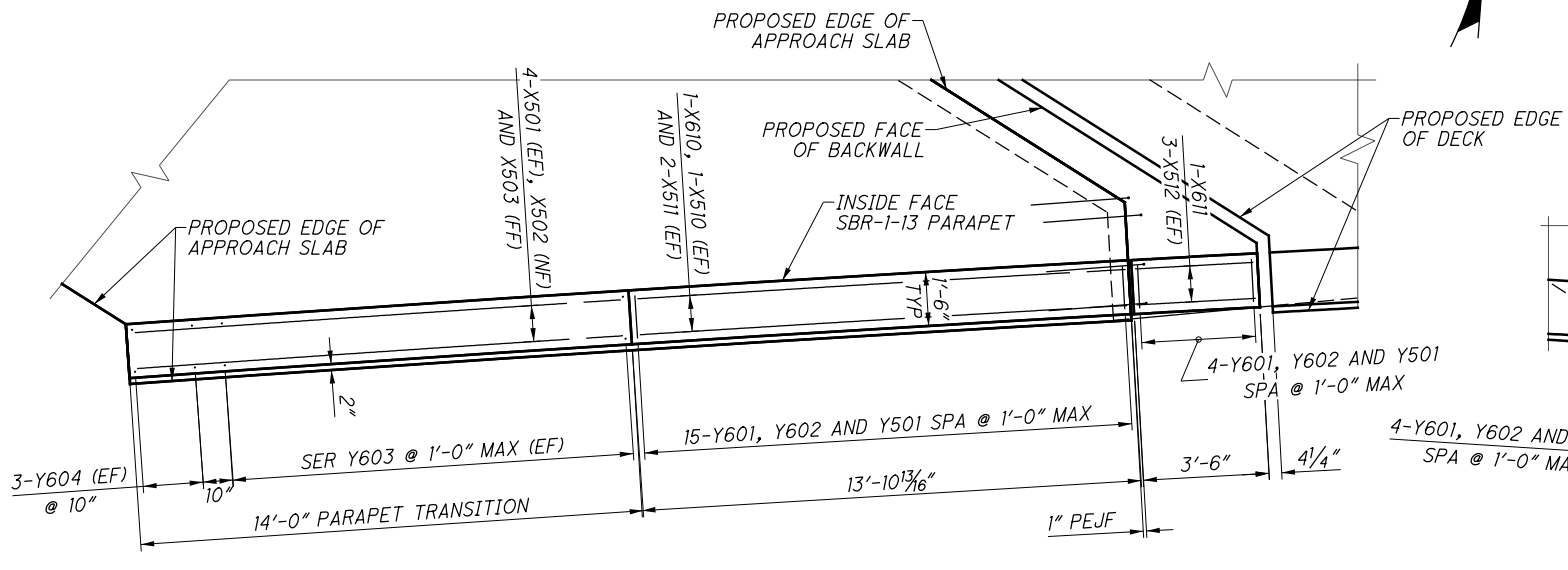 PROPOSED EDGE OF
APPROACH SLAB
4-X501 (EF), X502 (NF)
AND X503 (FF)
1-X610, 1-X510 (EF)
AND 2-X511 (EF)
PROPOSED FACE
OF BACKWALL
1-X611
3-X512 (EF)
PROPOSED EDGE
OF DECK
INSIDE FACE
SBR-1-13 PARAPET
PROPOSED EDGE OF
APPROACH SLAB
1'-6"
TYP
4-Y601, Y602 AND Y501
SPA @ 1'-0" MAX
2"
15-Y601, Y602 AND Y501 SPA @ 1'-0" MAX
SER Y603 @ 1'-0" MAX (EF)
3-Y604 (EF)
@ 10"
10"
14'-0" PARAPET TRANSITION
13'-10 13/16"
3'-6"
4 1/4"
1" PEJF
4-Y601, Y602 AND
SPA @ 1'-0" MA